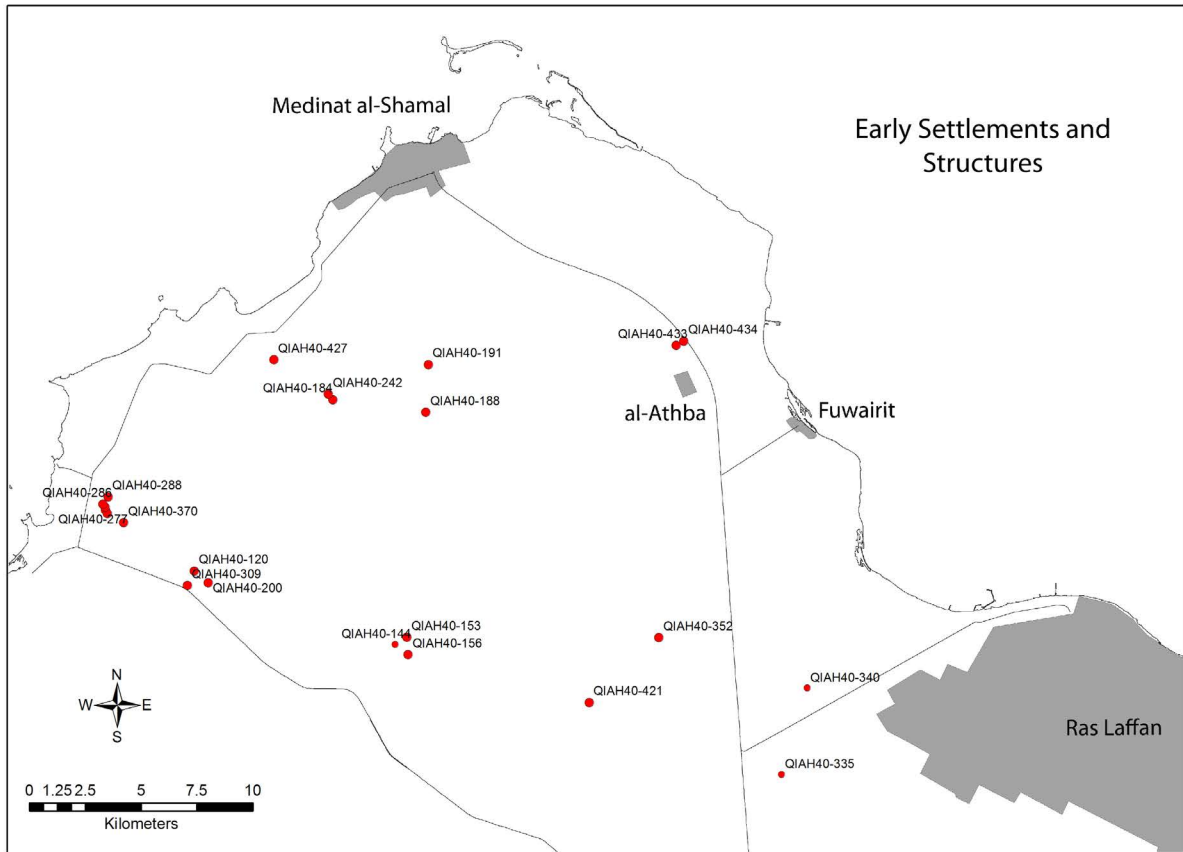 Medinat al-Shamal
Early Settlements and
Structures
QIAH40-433
QIAH40-434
QIAH40-427
QIAH40-191
QIAH40-184
QIAH40-242
QIAH40-188
al-Athba
Fuwairit
QIAH40-288
QIAH40-286
QIAH40-370
QIAH40-277
QIAH40-120
QIAH40-309
QIAH40-200
QIAH40-153
QIAH40-144
QIAH40-156
QIAH40-352
QIAH40-340
QIAH40-421
Ras Laffan
QIAH40-335
N
W E
S
0 1.25 2.5 5 7.5 10
Kilometers